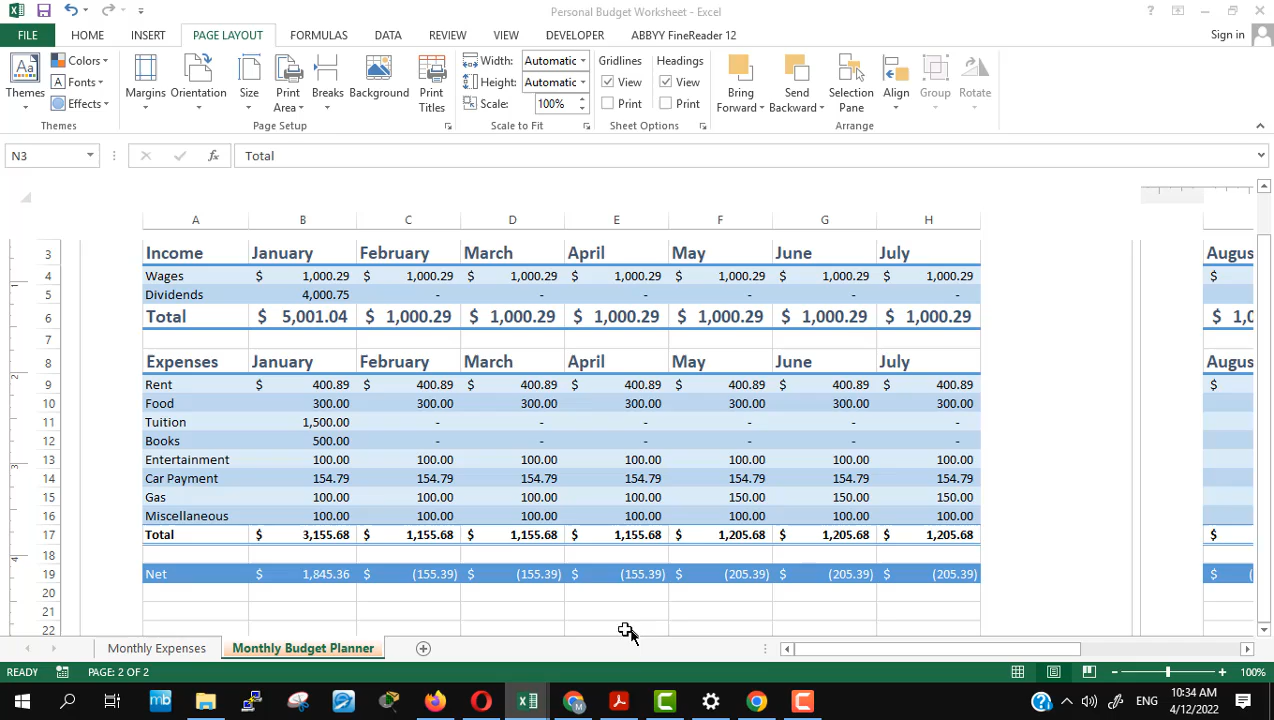 Personal Budget Worksheet - Excel
FILE HOME INSERT PAGE LAYOUT FORMULAS DATA REVIEW VIEW DEVELOPER ABBYY FineReader 12 Sign in
Themes Colors Fonts Effects Margins Orientation Size Print Area Breaks Background Print Titles Width: Automatic Height: Automatic Scale: 100% Gridlines View Print Headings View Print Bring Forward Send Backward Selection Pane Align Group Rotate
Themes Page Setup Scale to Fit Sheet Options Arrange
N3 fx Total
A B C D E F G H
3 Income January February March April May June July Augus
4 Wages $ 1,000.29 $ 1,000.29 $ 1,000.29 $ 1,000.29 $ 1,000.29 $ 1,000.29 $ 1,000.29 $
5 Dividends 4,000.75 - - - - - -
6 Total $ 5,001.04 $ 1,000.29 $ 1,000.29 $ 1,000.29 $ 1,000.29 $ 1,000.29 $ 1,000.29 $ 1,0
7
8 Expenses January February March April May June July Augus
9 Rent $ 400.89 $ 400.89 $ 400.89 $ 400.89 $ 400.89 $ 400.89 $ 400.89 $
10 Food 300.00 300.00 300.00 300.00 300.00 300.00 300.00
11 Tuition 1,500.00 - - - - - -
12 Books 500.00 - - - - - -
13 Entertainment 100.00 100.00 100.00 100.00 100.00 100.00 100.00
14 Car Payment 154.79 154.79 154.79 154.79 154.79 154.79 154.79
15 Gas 100.00 100.00 100.00 100.00 150.00 150.00 150.00
16 Miscellaneous 100.00 100.00 100.00 100.00 100.00 100.00 100.00
17 Total $ 3,155.68 $ 1,155.68 $ 1,155.68 $ 1,155.68 $ 1,205.68 $ 1,205.68 $ 1,205.68 $
18
19 Net $ 1,845.36 $ (155.39) $ (155.39) $ (155.39) $ (205.39) $ (205.39) $ (205.39) $ (
20
21
22
Monthly Expenses Monthly Budget Planner
READY PAGE: 2 OF 2 100%
ENG 10:34 AM
4/12/2022